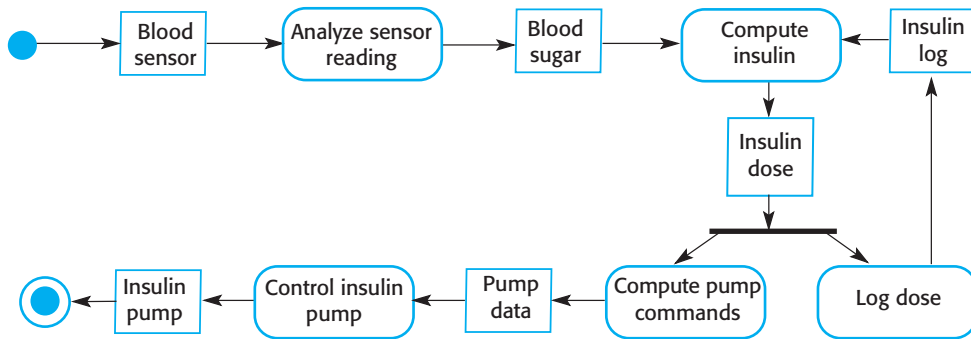 Blood
sensor
Analyze sensor
reading
Blood
sugar
Compute
insulin
Insulin
log
Insulin
dose
Insulin
pump
Control insulin
pump
Pump
data
Compute pump
commands
Log dose